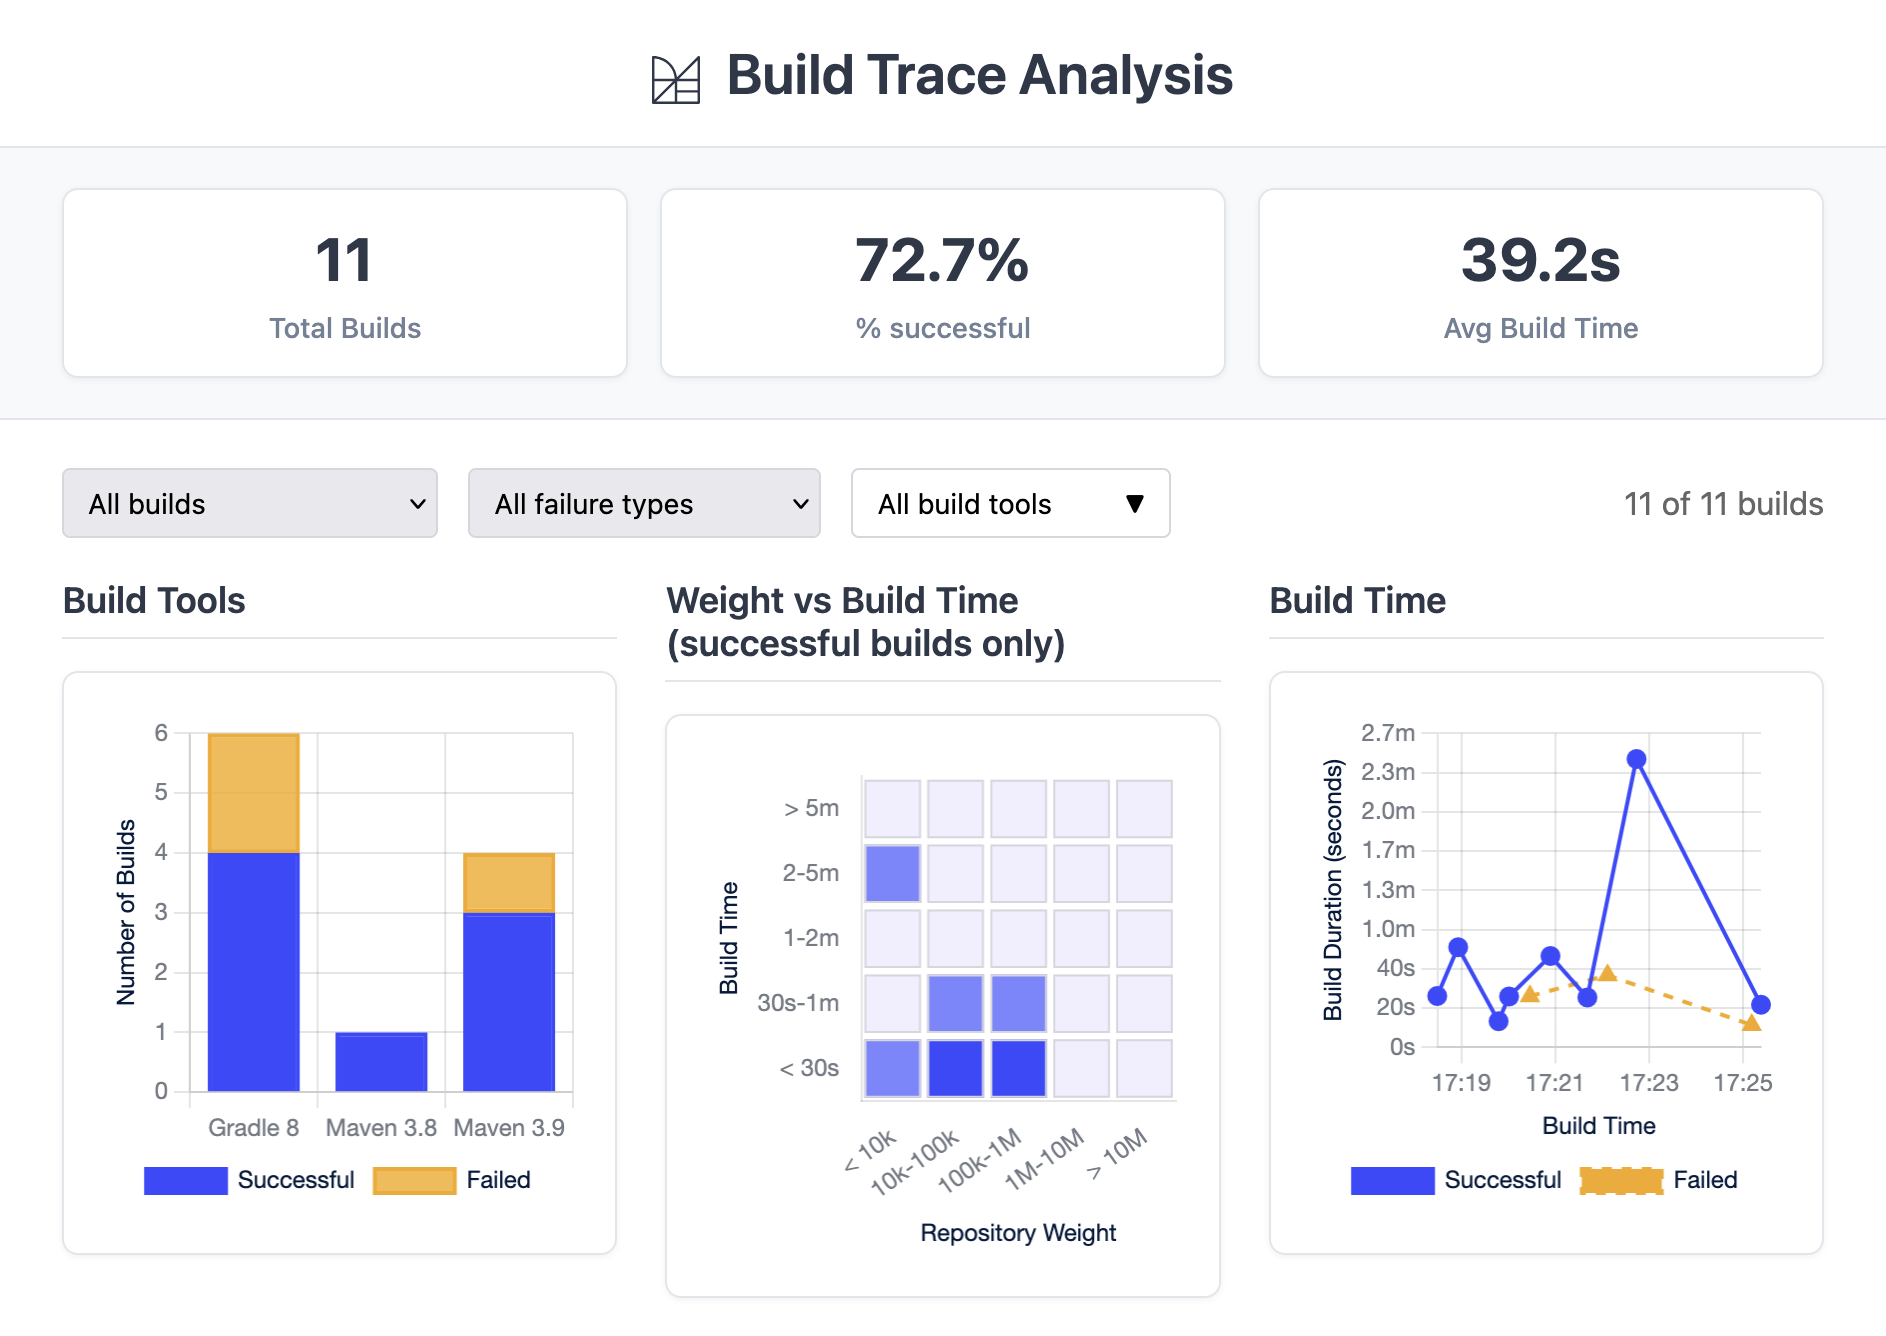 Build Trace Analysis
11
Total Builds
72.7%
% successful
39.2s
Avg Build Time
All builds
All failure types
All build tools
11 of 11 builds
Build Tools
6
5
4
3
2
1
0
Number of Builds
Gradle 8
Maven 3.8
Maven 3.9
Successful
Failed
Weight vs Build Time
(successful builds only)
> 5m
2-5m
1-2m
30s-1m
< 30s
Build Time
< 10k
10k-100k
100k-1M
1M-10M
> 10M
Repository Weight
Build Time
2.7m
2.3m
2.0m
1.7m
1.3m
1.0m
40s
20s
0s
Build Duration (seconds)
17:19
17:21
17:23
17:25
Build Time
Successful
Failed